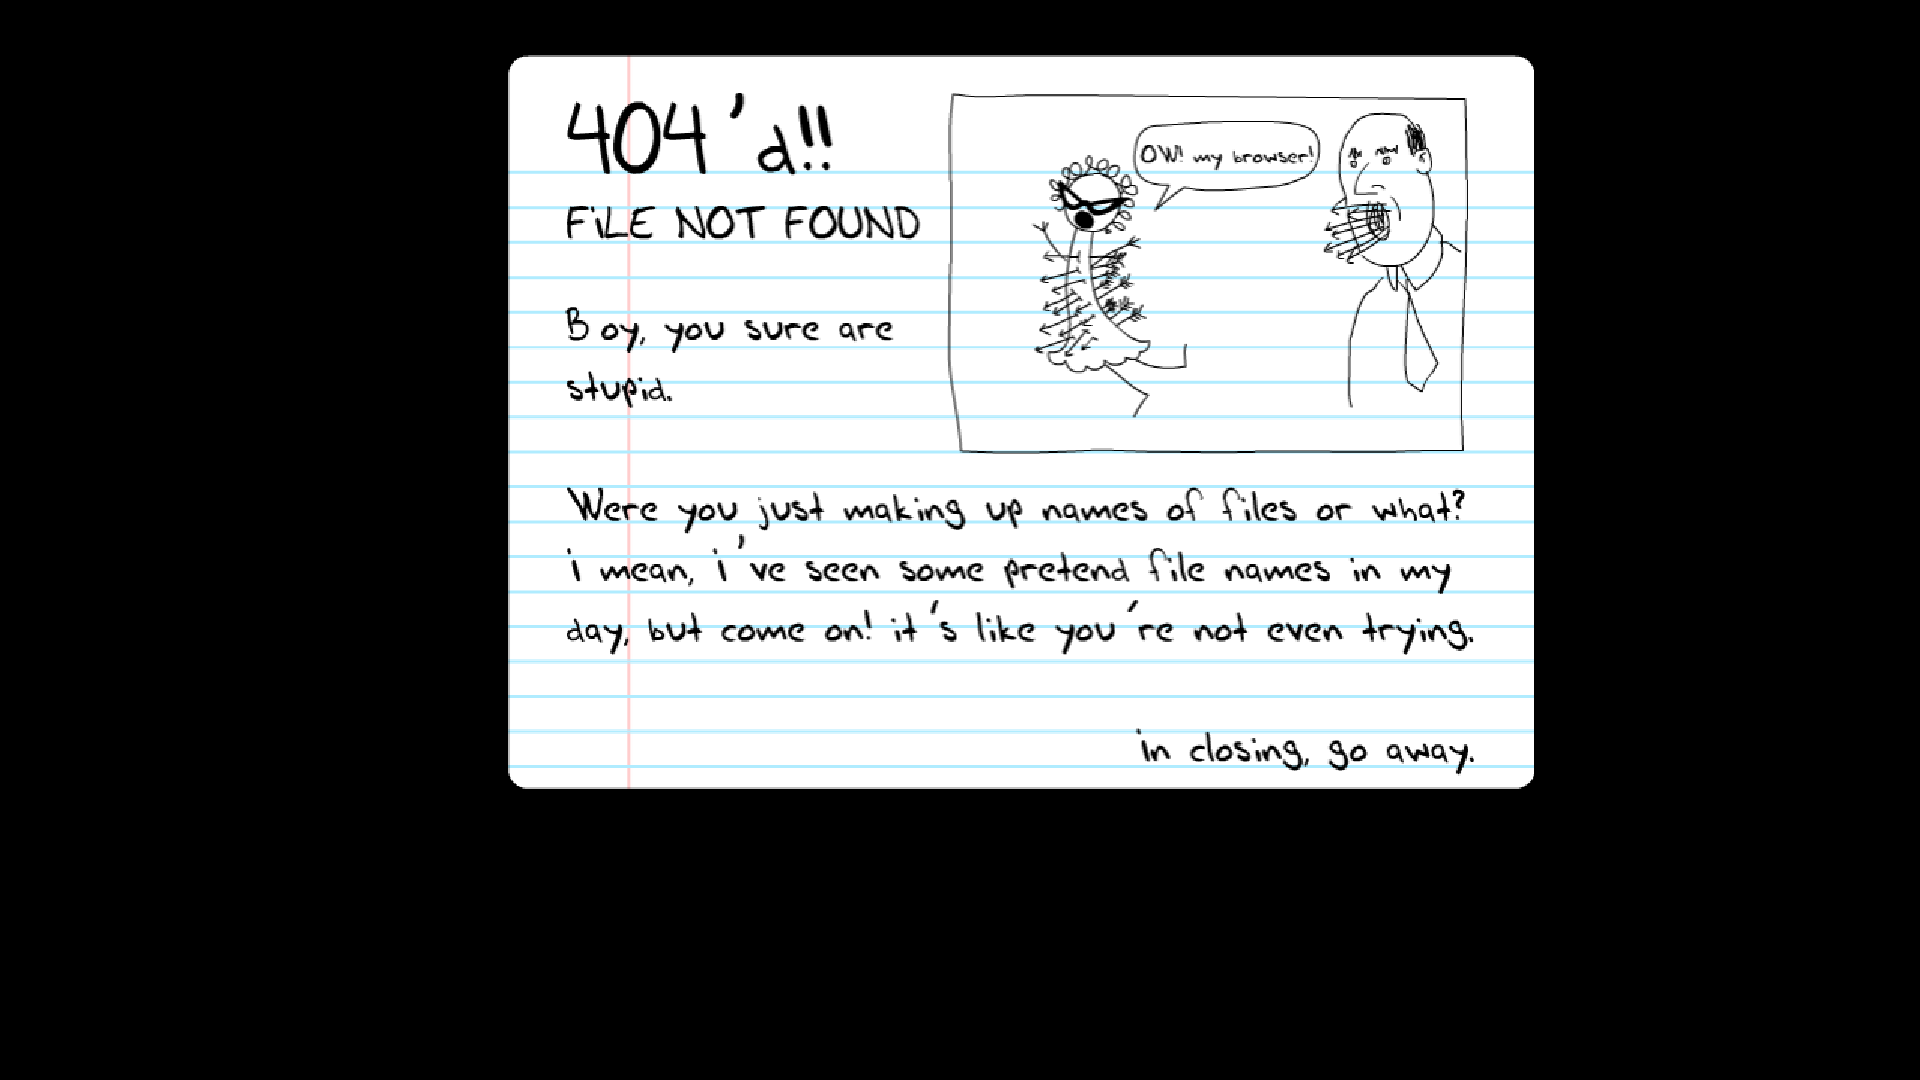 404'd!!
FiLE NOT FOUND
OW! my browser!
Boy, you sure are
stupid.
Were you just making up names of files or what?
i mean, i've seen some pretend file names in my
day, but come on! it's like you're not even trying.
in closing, go away.